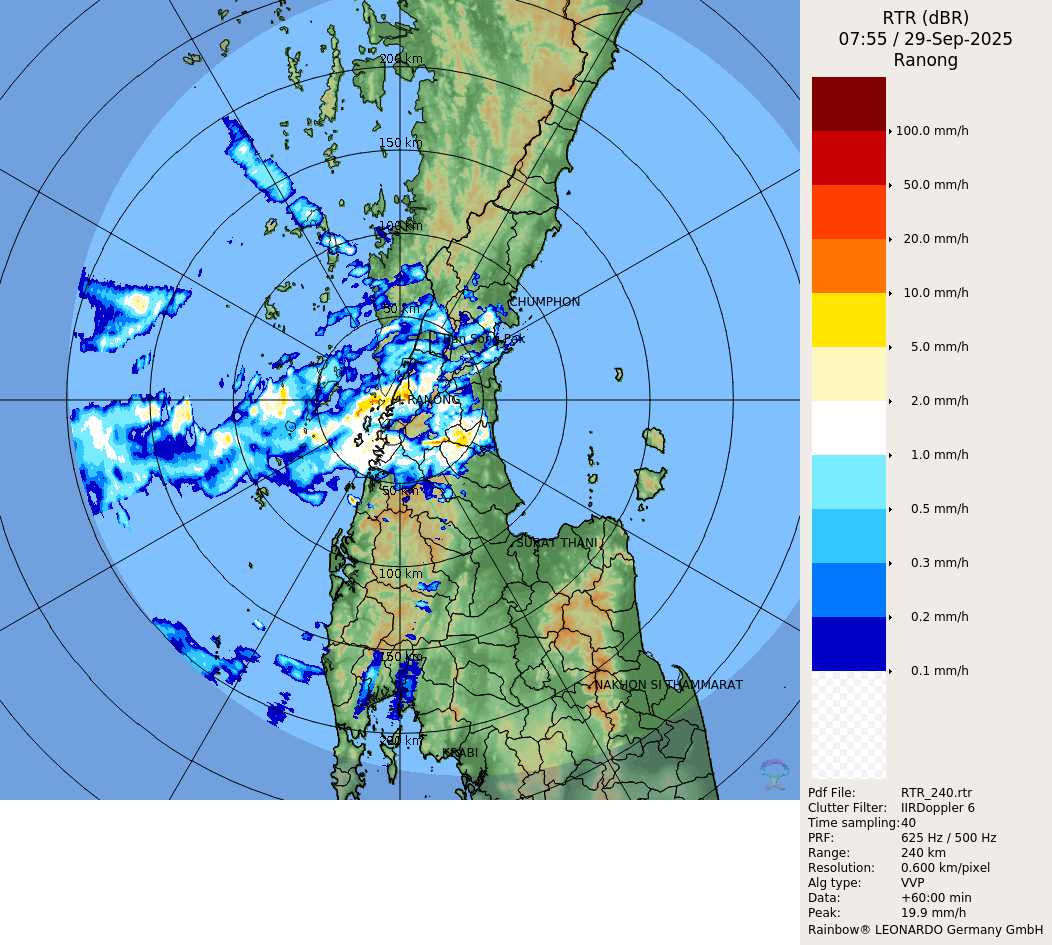 RTR (dBR)
07:55 / 29-Sep-2025
Ranong
100.0 mm/h
50.0 mm/h
20.0 mm/h
10.0 mm/h
5.0 mm/h
2.0 mm/h
1.0 mm/h
0.5 mm/h
0.3 mm/h
0.2 mm/h
0.1 mm/h
200 km
150 km
100 km
50 km
CHUMPHON
RANONG
50 km
SURAT THANI
100 km
150 km
NAKHON SI THAMMARAT
200 km
KRABI
Pdf File: RTR_240.rtr
Clutter Filter: IIRDoppler 6
Time sampling: 40
PRF: 625 Hz / 500 Hz
Range: 240 km
Resolution: 0.600 km/pixel
Alg type: VVP
Data: +60:00 min
Peak: 19.9 mm/h
Rainbow® LEONARDO Germany GmbH